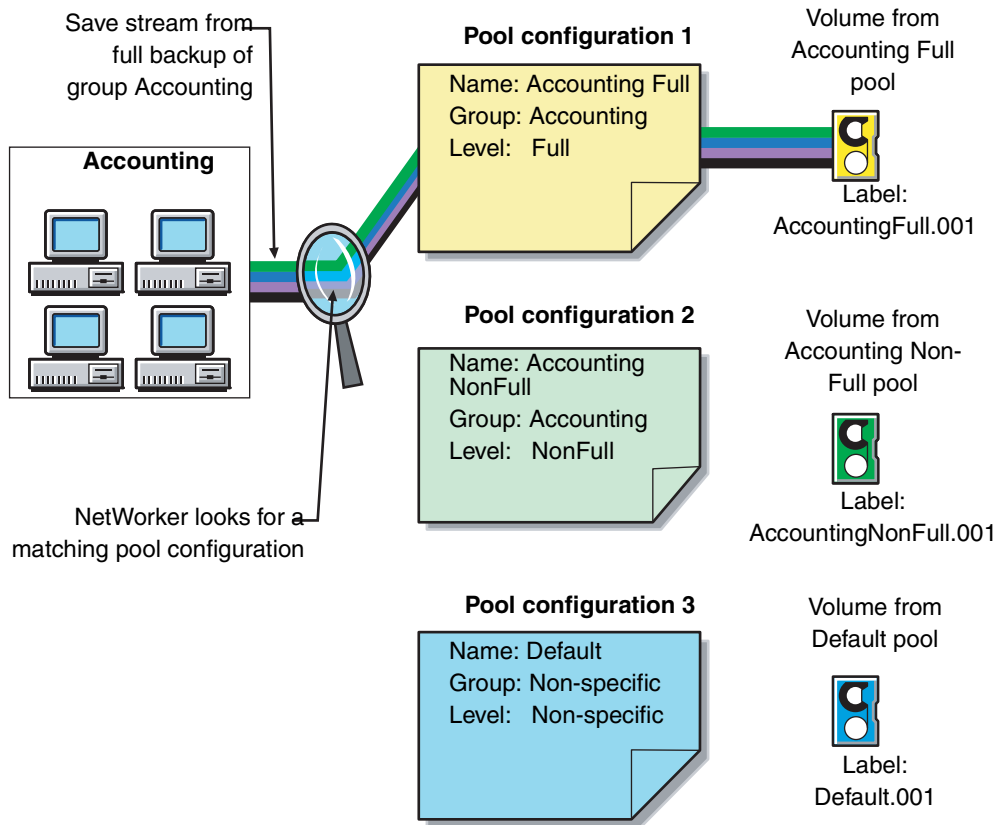 Save stream from
full backup of
group Accounting
Accounting
NetWorker looks for a
matching pool configuration
Pool configuration 1
Name: Accounting Full
Group: Accounting
Level: Full
Volume from
Accounting Full
pool
Label:
AccountingFull.001
Pool configuration 2
Name: Accounting
NonFull
Group: Accounting
Level: NonFull
Volume from
Accounting Non-
Full pool
Label:
AccountingNonFull.001
Pool configuration 3
Name: Default
Group: Non-specific
Level: Non-specific
Volume from
Default pool
Label:
Default.001